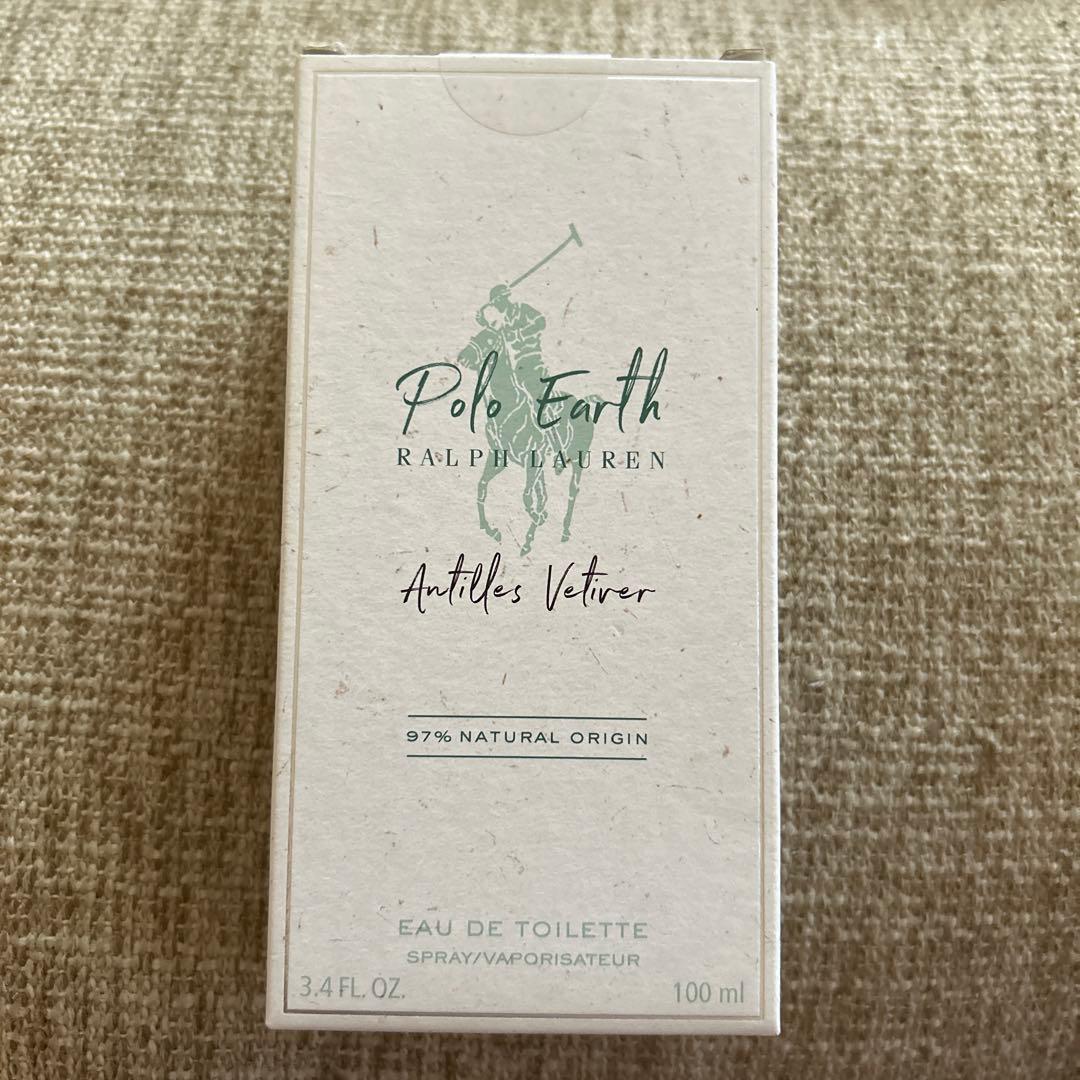 Polo Earth
RALPH LAUREN
Antilles Vetiver
97% NATURAL ORIGIN
EAU DE TOILETTE
SPRAY/VAPORISATEUR
3.4 FL. OZ. 100 ml